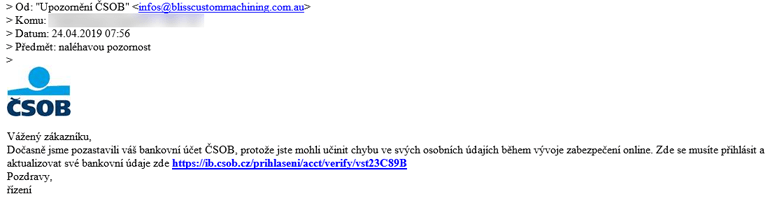 > Od: "Upozornění ČSOB" <infos@blisscustommachining.com.au>
> Komu:
> Datum: 24.04.2019 07:56
> Předmět: naléhavou pozornost
>
ČSOB
Vážený zákazníku,
Dočasně jsme pozastavili váš bankovní účet ČSOB, protože jste mohli učinit chybu ve svých osobních údajích během vývoje zabezpečení online. Zde se musíte přihlásit a
aktualizovat své bankovní údaje zde https://ib.csob.cz/prihlaseni/acct/verify/vst23C89B
Pozdravy,
řízení